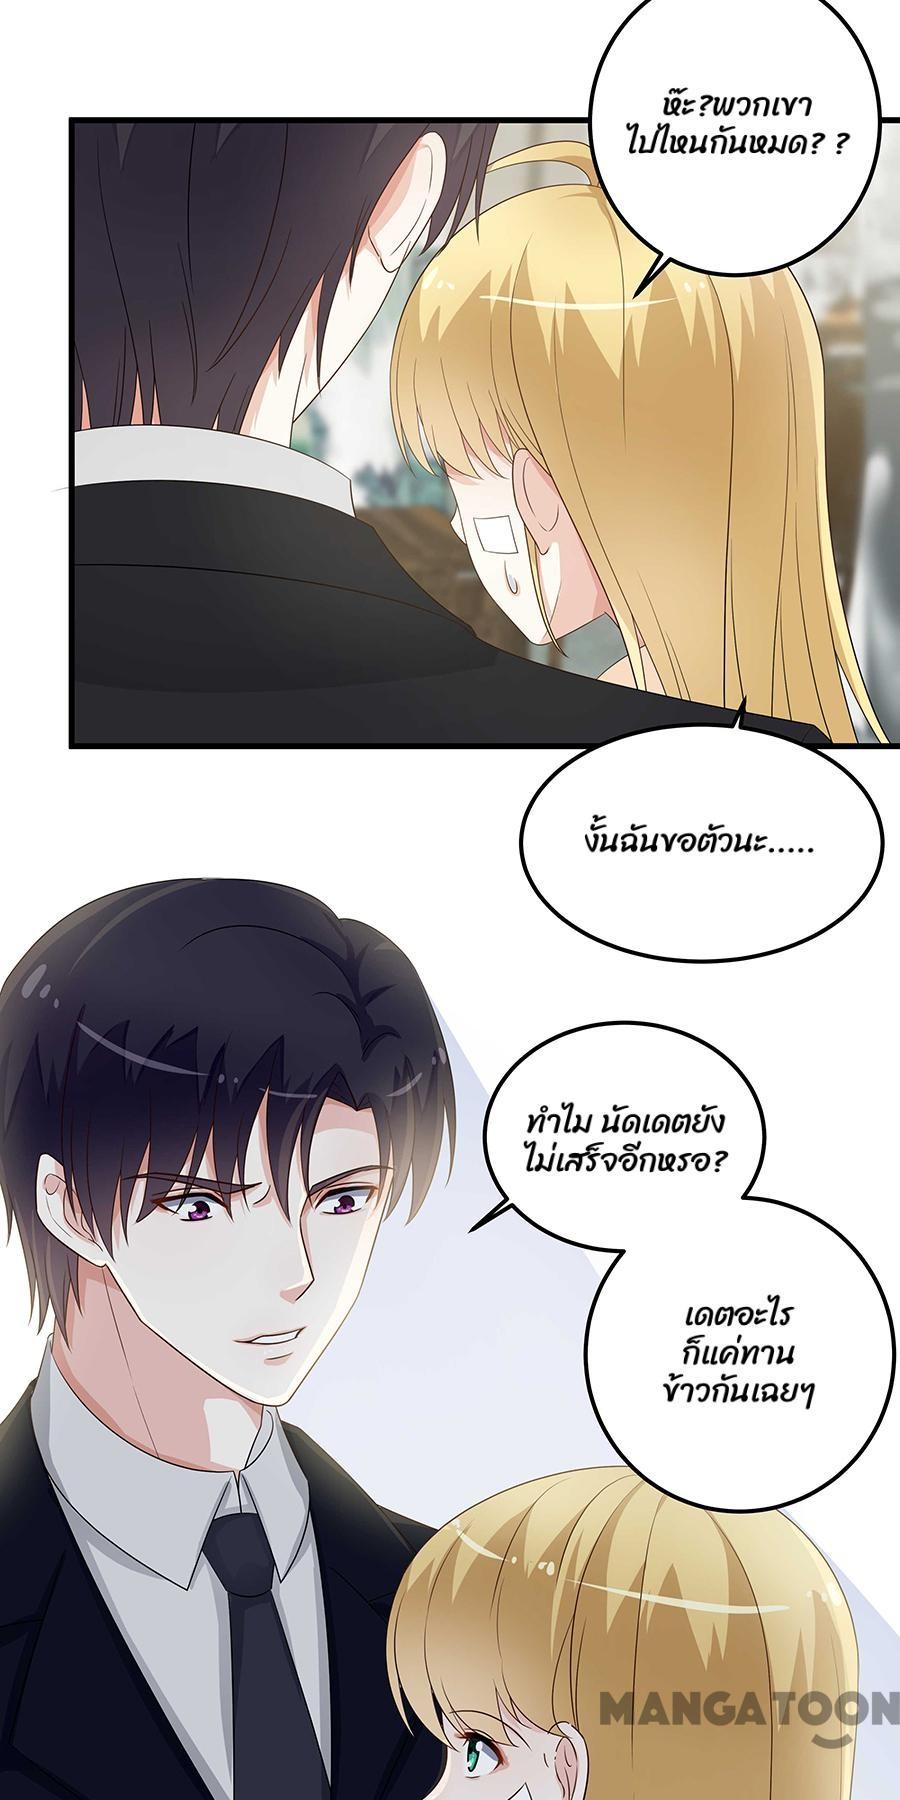 ห๊ะ?พวกเขา
ไปไหนกันหมด? ?
งั้นฉันขอตัวนะ.....
ทำไม นัดเดตยัง
ไม่เสร็จอีกหรอ?
เดตอะไร
ก็แค่ทาน
ข้าวกันเฉยๆ
MANGATOON